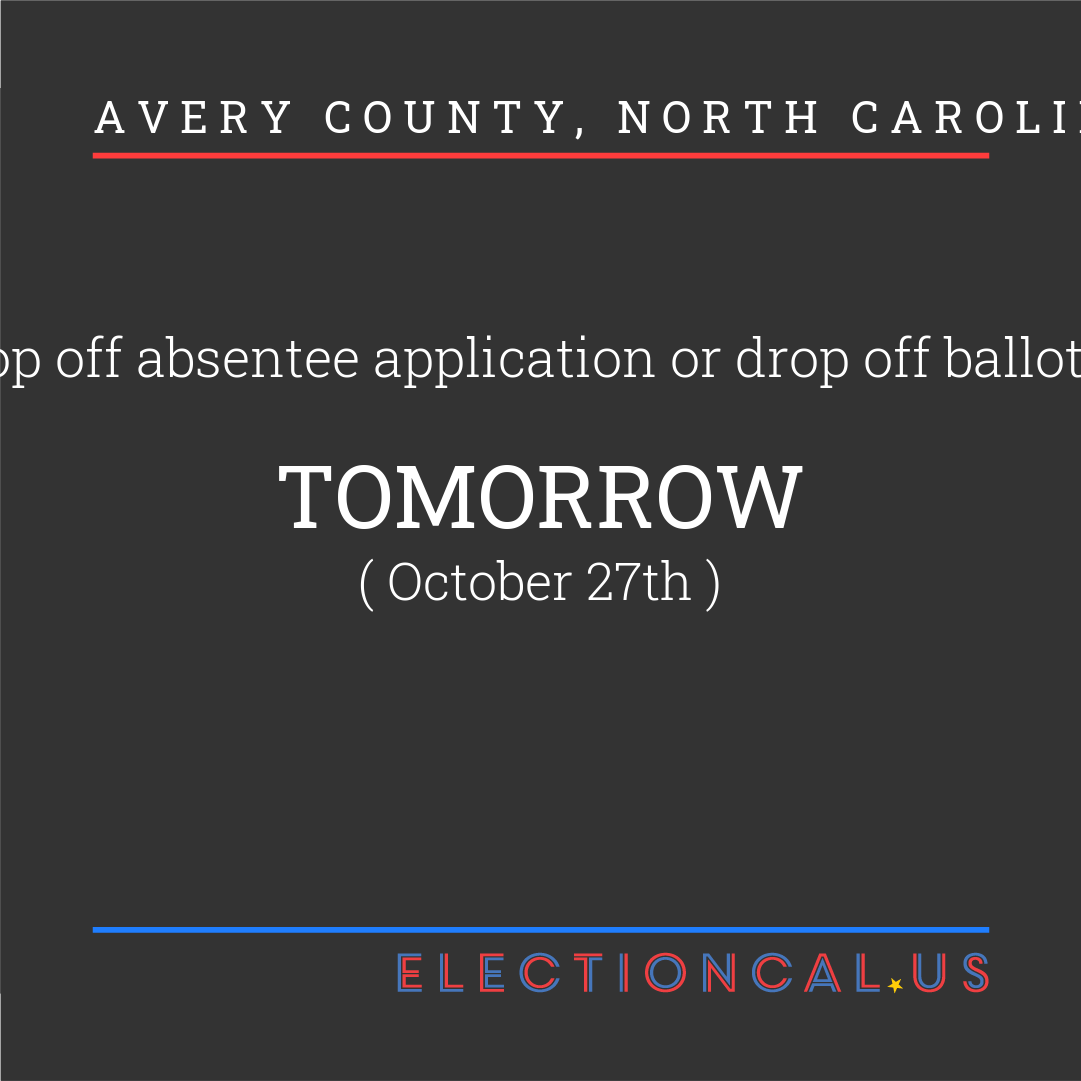 AVERY COUNTY, NORTH CAROLI
op off absentee application or drop off ballot
TOMORROW
( October 27th )
ELECTIONCAL.US